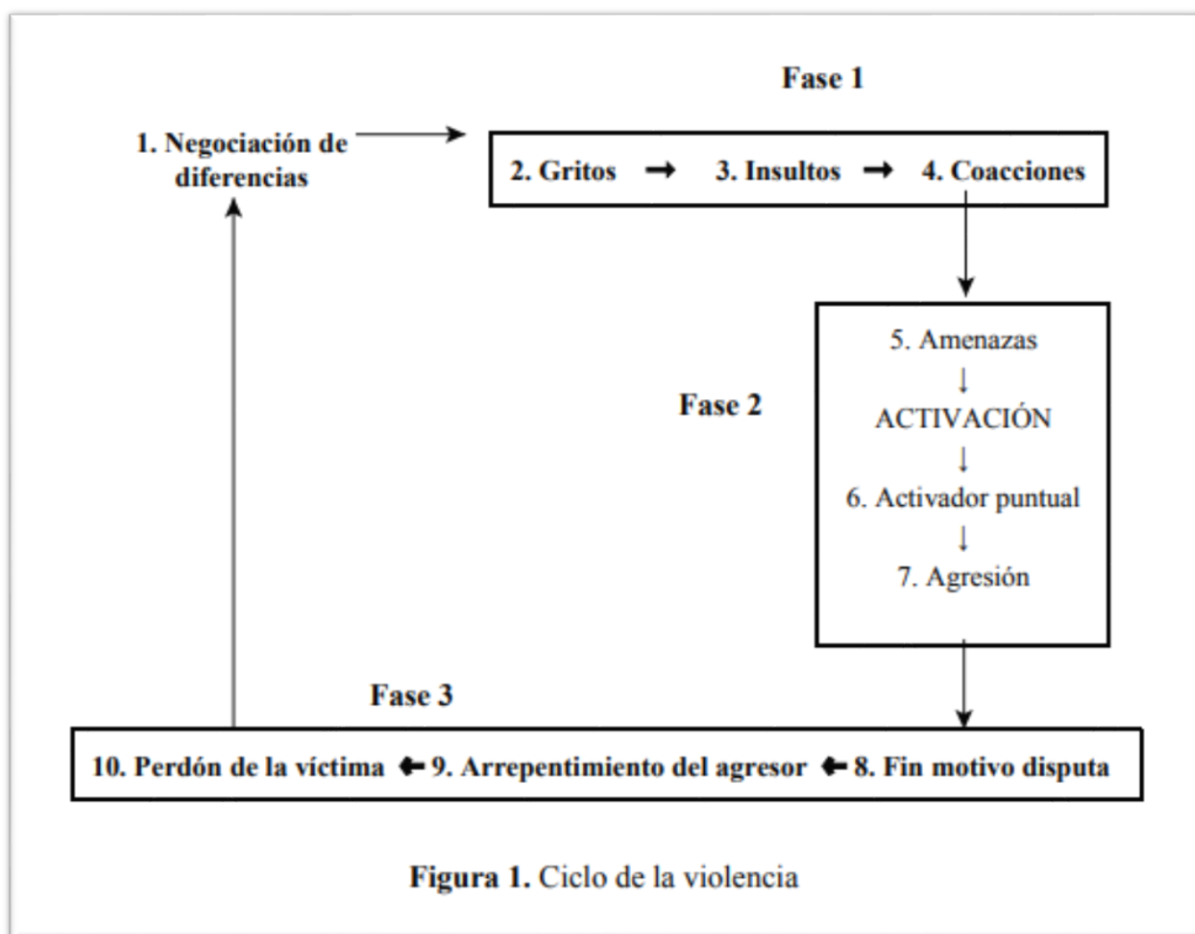 Fase 1
1. Negociación de
diferencias
2. Gritos → 3. Insultos → 4. Coacciones
5. Amenazas
↓
ACTIVACIÓN
↓
Fase 2
6. Activador puntual
↓
7. Agresión
Fase 3
10. Perdón de la víctima ← 9. Arrepentimiento del agresor ← 8. Fin motivo disputa
Figura 1. Ciclo de la violencia